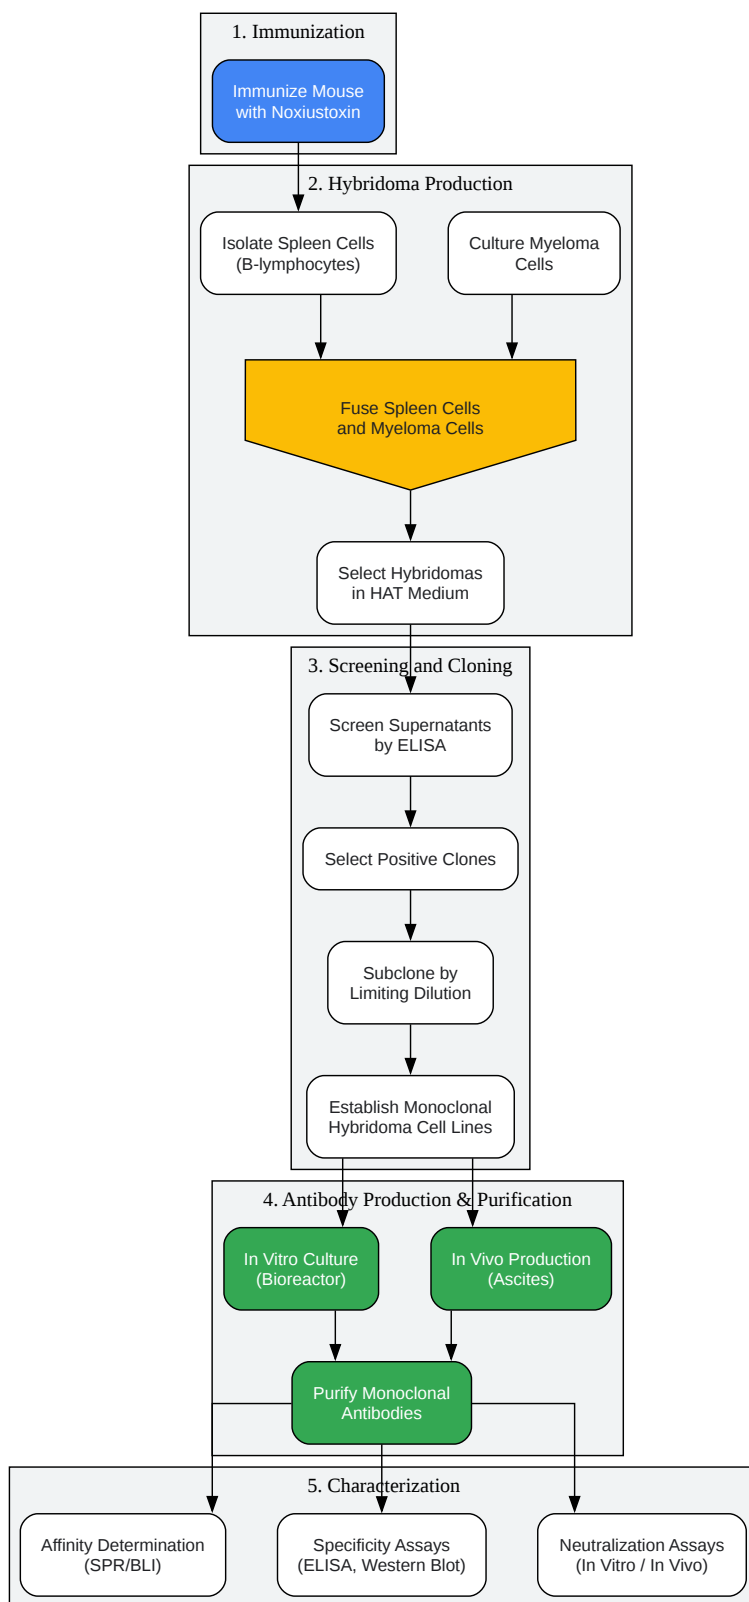 1. Immunization
Immunize Mouse
with Noxiustoxin
2. Hybridoma Production
Isolate Spleen Cells
(B-lymphocytes)
Culture Myeloma
Cells
Fuse Spleen Cells
and Myeloma Cells
Select Hybridomas
in HAT Medium
3. Screening and Cloning
Screen Supernatants
by ELISA
Select Positive Clones
Subclone by
Limiting Dilution
Establish Monoclonal
Hybridoma Cell Lines
4. Antibody Production & Purification
In Vitro Culture
(Bioreactor)
In Vivo Production
(Ascites)
Purify Monoclonal
Antibodies
5. Characterization
Affinity Determination
(SPR/BLI)
Specificity Assays
(ELISA, Western Blot)
Neutralization Assays
(In Vitro / In Vivo)